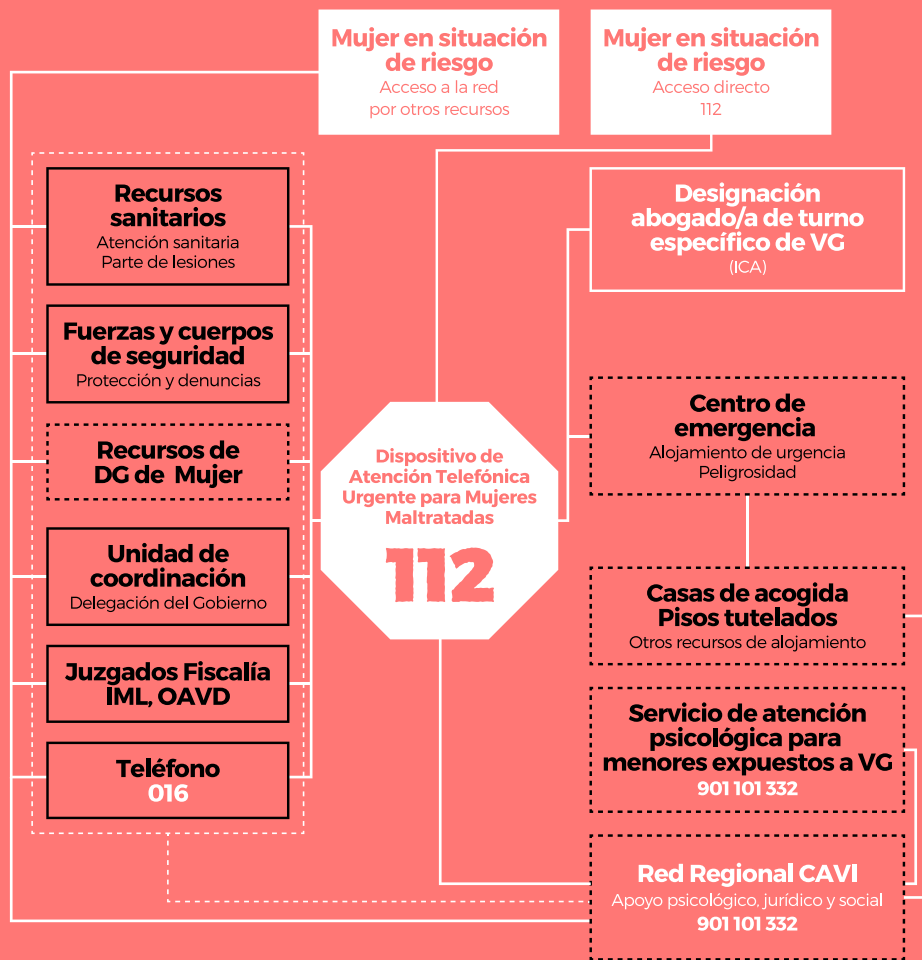 Mujer en situación
de riesgo
Acceso a la red
por otros recursos
Mujer en situación
de riesgo
Acceso directo
112
Recursos
sanitarios
Atención sanitaria
Parte de lesiones
Fuerzas y cuerpos
de seguridad
Protección y denuncias
Recursos de
DG de Mujer
Unidad de
coordinación
Delegación del Gobierno
Juzgados Fiscalía
IML, OAVD
Teléfono
016
Dispositivo de
Atención Telefónica
Urgente para Mujeres
Maltratadas
112
Designación
abogado/a de turno
específico de VG
(ICA)
Centro de
emergencia
Alojamiento de urgencia
Peligrosidad
Casas de acogida
Pisos tutelados
Otros recursos de alojamiento
Servicio de atención
psicológica para
menores expuestos a VG
901 101 332
Red Regional CAVI
Apoyo psicológico, jurídico y social
901 101 332